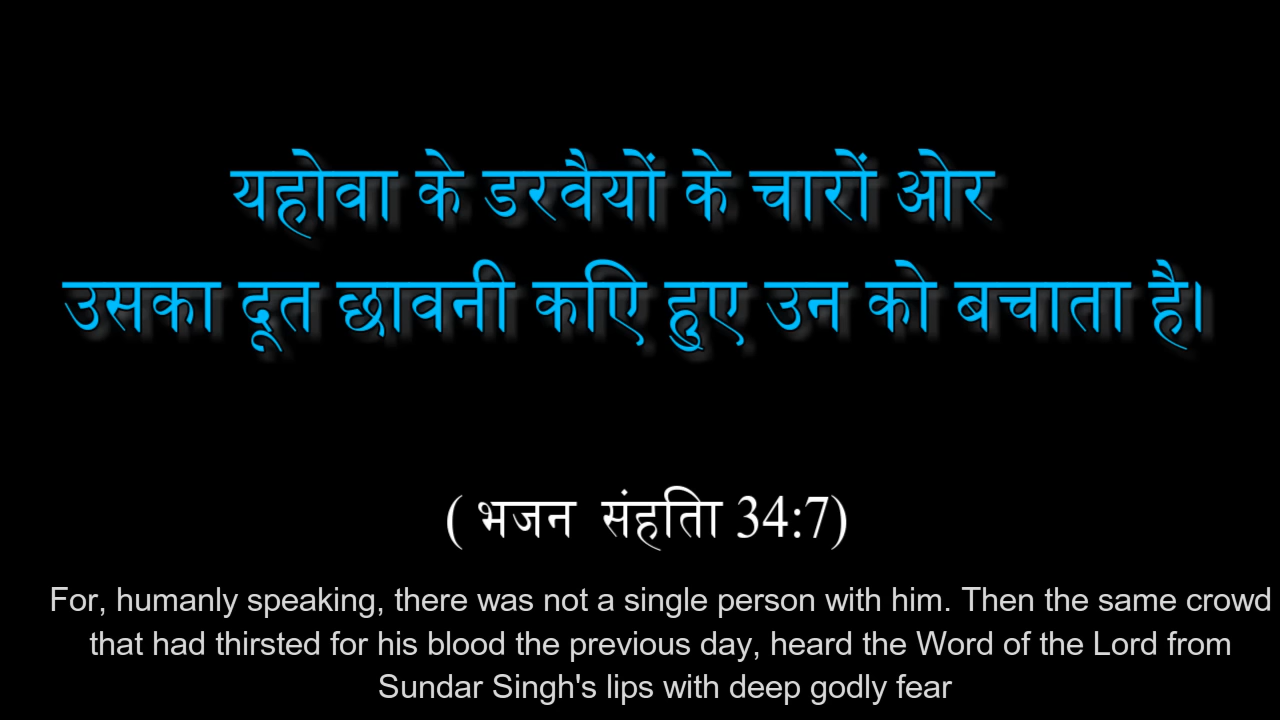 यहोवा के डरवैयों के चारों ओर
उसका दूत छावनी कएि हुए उन को बचाता है।
( भजन संहतिा 34:7)
For, humanly speaking, there was not a single person with him. Then the same crowd
that had thirsted for his blood the previous day, heard the Word of the Lord from
Sundar Singh's lips with deep godly fear